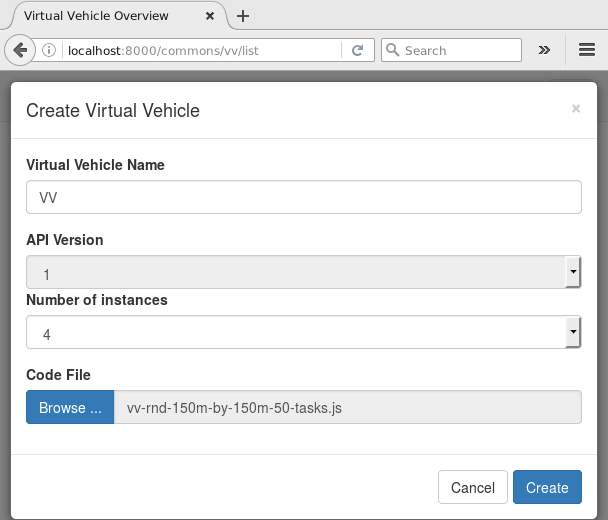 Virtual Vehicle Overview
localhost:8000/commons/vv/list
Search
Create Virtual Vehicle
Virtual Vehicle Name
VV
API Version
1
Number of instances
4
Code File
Browse ... vv-rnd-150m-by-150m-50-tasks.js
Cancel Create